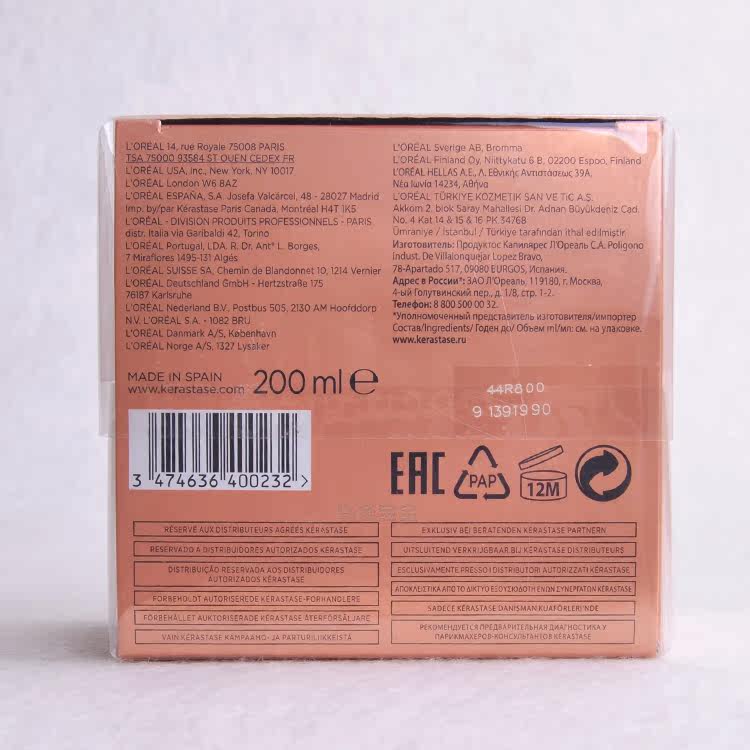 L'ORÉAL 14, rue Royale 75008 PARIS
TSA 75000 93584 ST OUEN CEDEX FR
L'ORÉAL USA, Inc., New York, NY 10017
L'ORÉAL London W6 8AZ
L'ORÉAL ESPAÑA, S.A. Josefa Valcárcel, 48 - 28027 Madrid
Imp. by/par Kérastase Paris Canada, Montréal H4T 1K5
L'ORÉAL - DIVISION PRODUITS PROFESSIONNELS - PARIS
distr. Italia via Garibaldi 42, Torino
L'ORÉAL Portugal, LDA. R. Dr. Antº L. Borges,
7 Miraflores 1495-131 Algés
L'ORÉAL SUISSE SA, Chemin de Blandonnet 10, 1214 Vernier
L'ORÉAL Deutschland GmbH - Hertzstraße 175
76187 Karlsruhe
L'ORÉAL Nederland B.V., Postbus 505, 2130 AM Hoofddorp
N.V. L'ORÉAL S.A. - 1082 BRU
L'ORÉAL Danmark A/S, København
L'ORÉAL Norge A/S, 1327 Lysaker
L'ORÉAL Sverige AB, Bromma
L'ORÉAL Finland Oy, Niittykatu 6 B, 02200 Espoo, Finland
L'ORÉAL HELLAS A.E., Λ. Εθνικής Αντιστάσεως 39Α,
Νέα Ιωνία 14234, Αθήνα
L'ORÉAL TÜRKİYE KOZMETİK SAN VE TİC A.Ş.
Akkom 2. blok Saray Mahallesi Dr. Adnan Büyükdeniz Cad.
No. 4 Kat 14 & 15 & 16 PK 34768
Ümraniye / İstanbul / Türkiye tarafından ithal edilmiştir
Изготовитель: Продуктос Капилярес Л'Ореаль С.А. Poligono
Indust. De Villalonquejar Lopez Bravo,
78-Apartado 517, 09080 EURGOS, Испания.
Адрес в России*: ЗАО Л'Ореаль, 119180, г. Москва,
4-ый Голутвинский пер., д. 1/8, стр. 1-2.
Телефон: 8 800 500 00 32.
*Уполномоченный представитель изготовителя/импортер
Состав/Ingredients/ Годен до/ Объем ml/мл: см. на упаковке.
www.kerastase.ru
MADE IN SPAIN
www.kerastase.com
200 ml ℮
44R800
9 1391990
3 474636 400232 >
EAC
PAP
12M
RÉSERVÉ AUX DISTRIBUTEURS AGRÉÉS KÉRASTASE
RESERVADO A DISTRIBUIDORES AUTORIZADOS KÉRASTASE
DISTRIBUIÇÃO RESERVADA AOS DISTRIBUIDORES
AUTORIZADOS KÉRASTASE
FORBEHOLDT AUTORISEREDE KÉRASTASE-FORHANDLERE
FÖRBEHÅLLET AUKTORISERADE KÉRASTASE ÅTERFÖRSÄLJARE
VAIN KÉRASTASE KAMPAAMO- JA PARTURILIIKKEISTÄ
EXKLUSIV BEI BERATENDEN KÉRASTASE PARTNERN
UITSLUITEND VERKRIJGBAAR BIJ KÉRASTASE DISTRIBUTEURS
ESCLUSIVAMENTE PRESSO I DISTRIBUTORI AUTORIZZATI KÉRASTASE
ΑΠΟΚΛΕΙΣΤΙΚΑ ΑΠΟ ΤΟ ΔΙΚΤΥΟ ΕΞΟΥΣΙΟΔΟΤΗΜΕΝΩΝ ΣΥΝΕΡΓΑΤΩΝ KÉRASTASE
SADECE KÉRASTASE DANIŞMAN KUAFÖRLERİ'NDE
РЕКОМЕНДУЕТСЯ ПРЕДВАРИТЕЛЬНАЯ ДИАГНОСТИКА У
ПАРИКМАХЕРОВ-КОНСУЛЬТАНТОВ KÉRASTASE